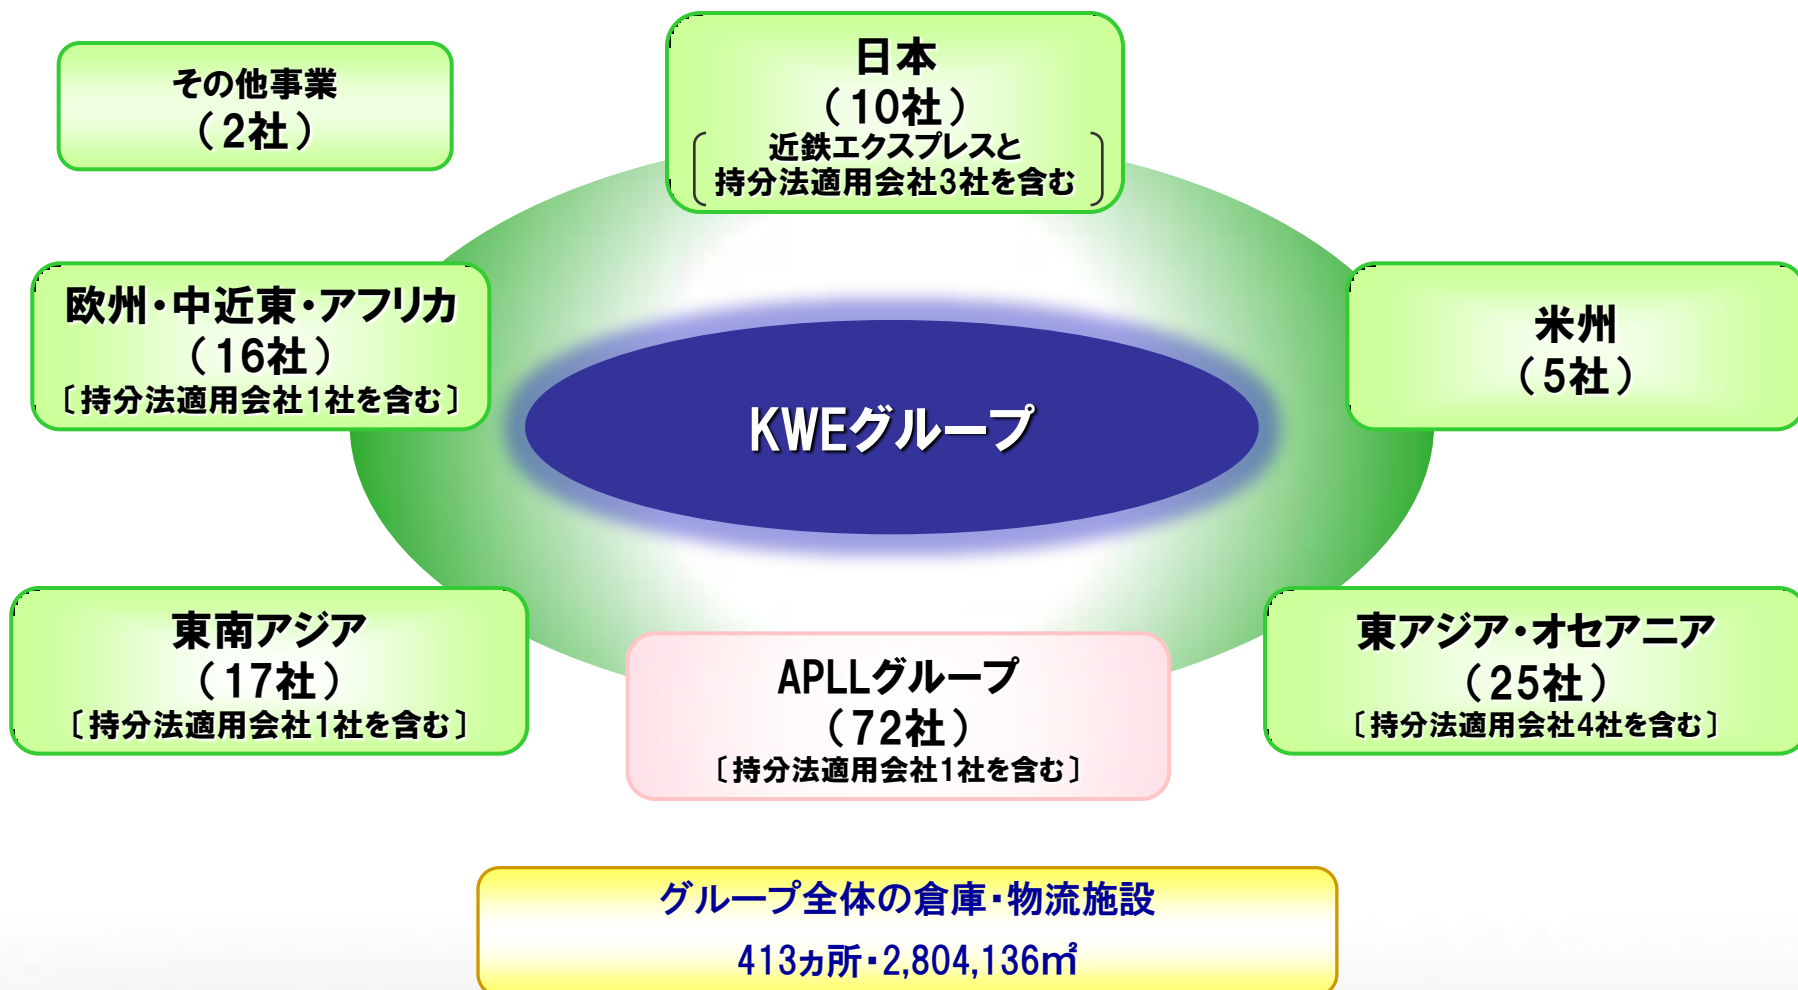 その他事業
(2社)
日本
(10社)
近鉄エクスプレスと
持分法適用会社3社を含む
欧州・中近東・アフリカ
(16社)
〔持分法適用会社1社を含む〕
米州
(5社)
KWEグループ
東南アジア
(17社)
〔持分法適用会社1社を含む〕
APLLグループ
(72社)
〔持分法適用会社1社を含む〕
東アジア・オセアニア
(25社)
〔持分法適用会社4社を含む〕
グループ全体の倉庫・物流施設
413ヵ所・2,804,136㎡